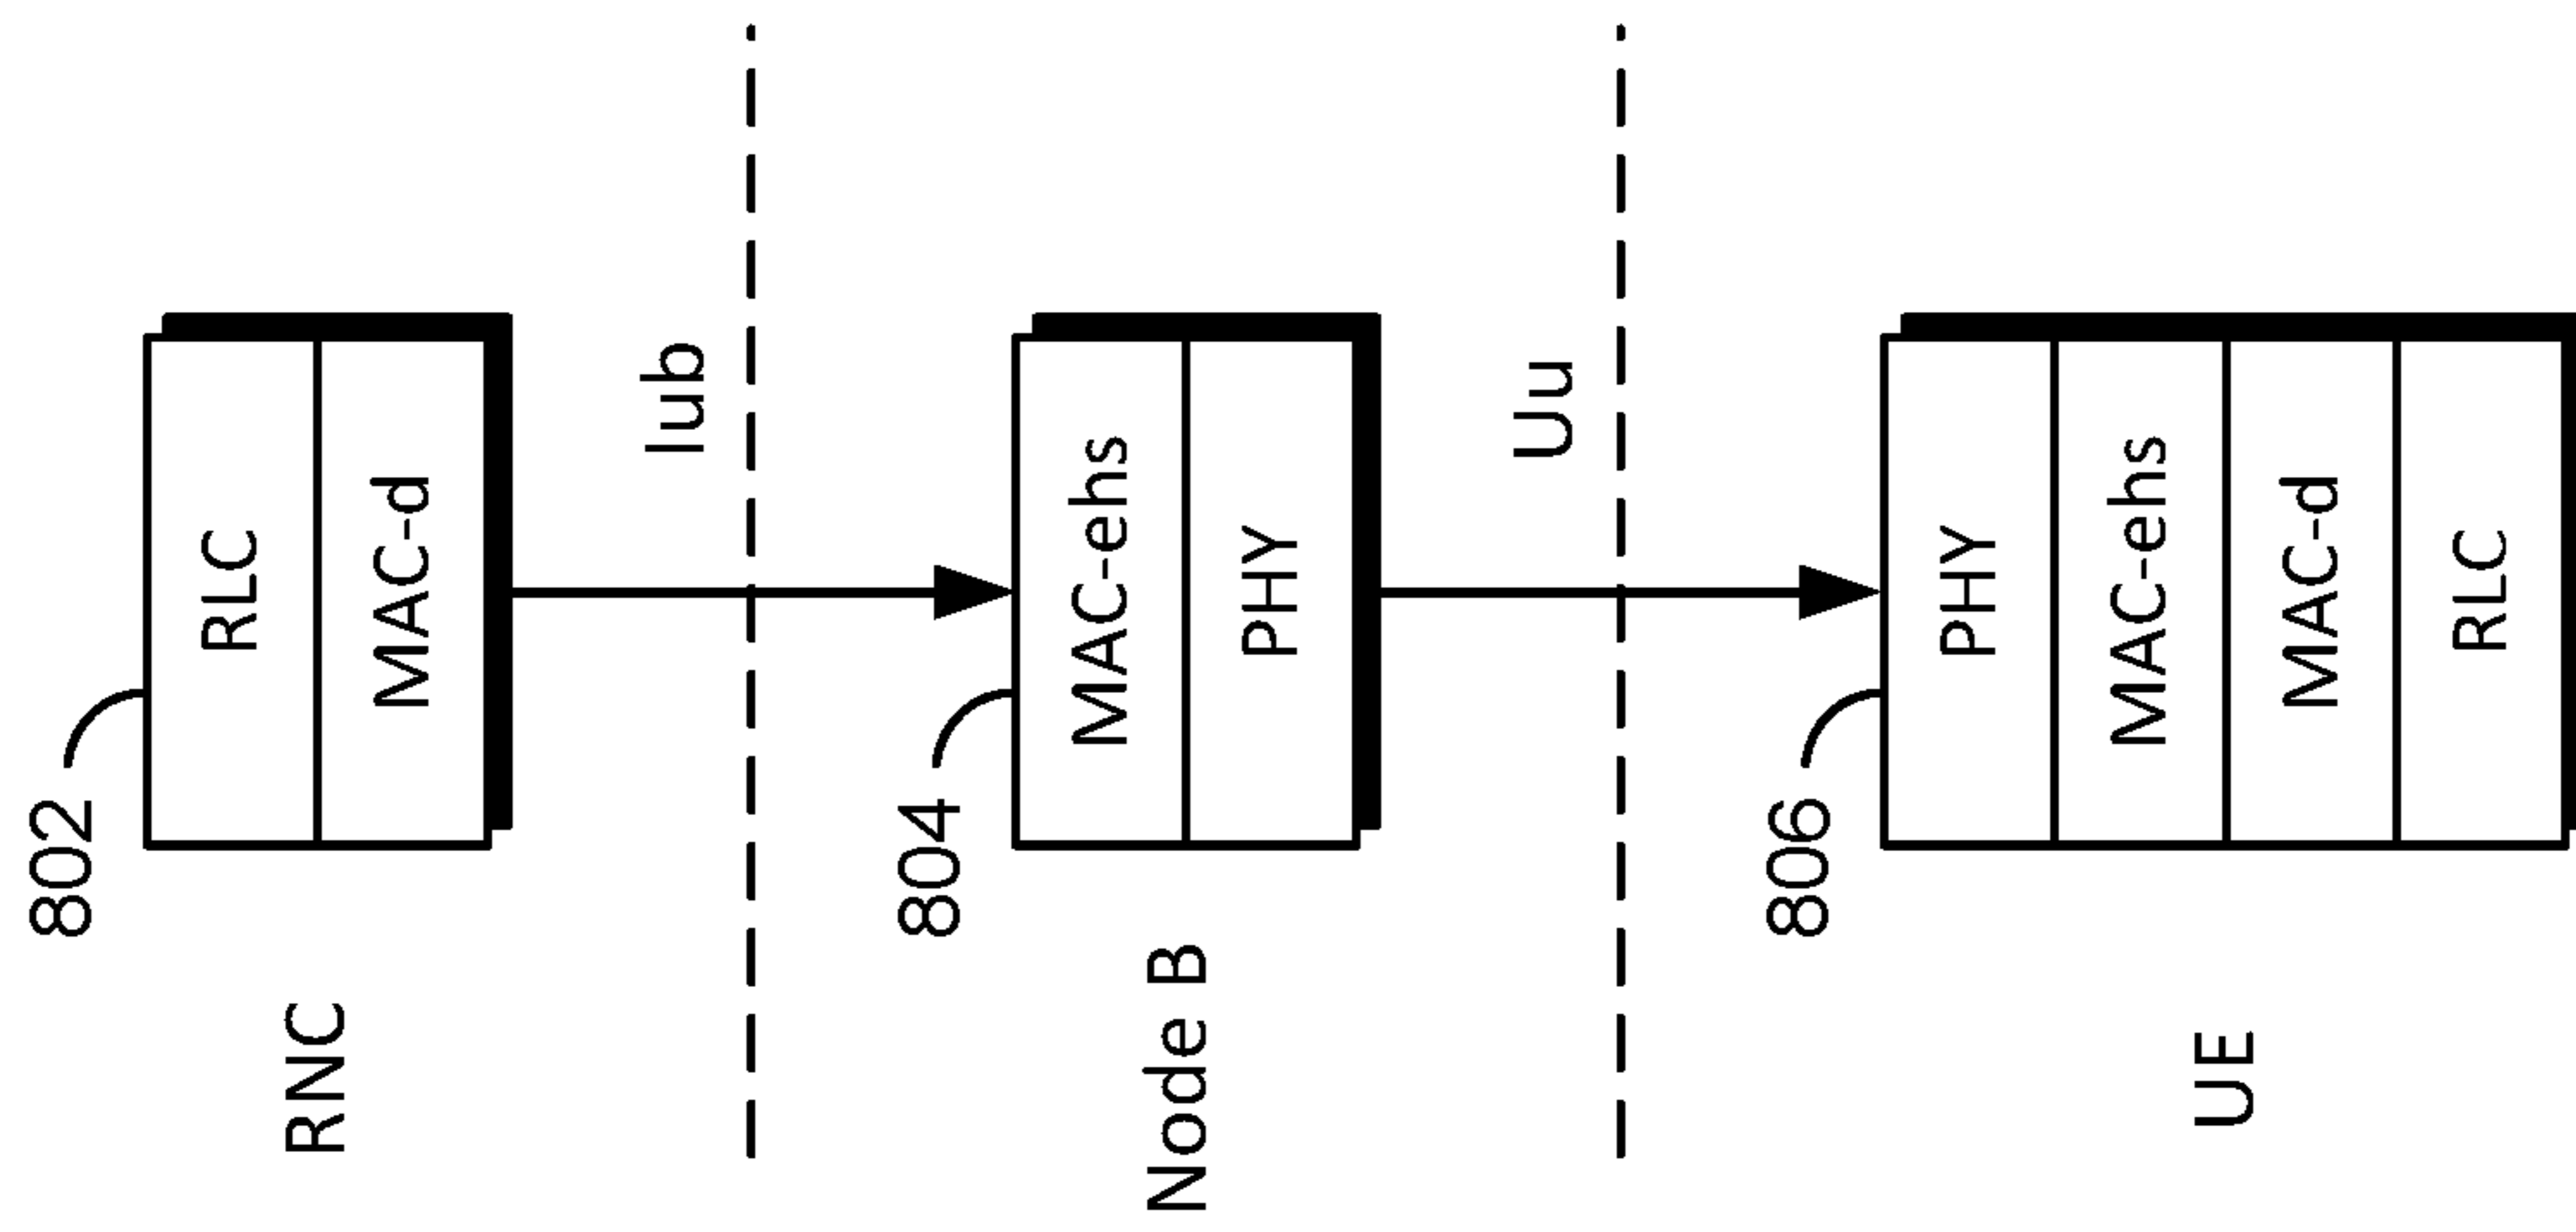 802
RNC
RLC
MAC-d
Iub
804
Node B
MAC-ehs
PHY
Uu
806
UE
PHY
MAC-ehs
MAC-d
RLC